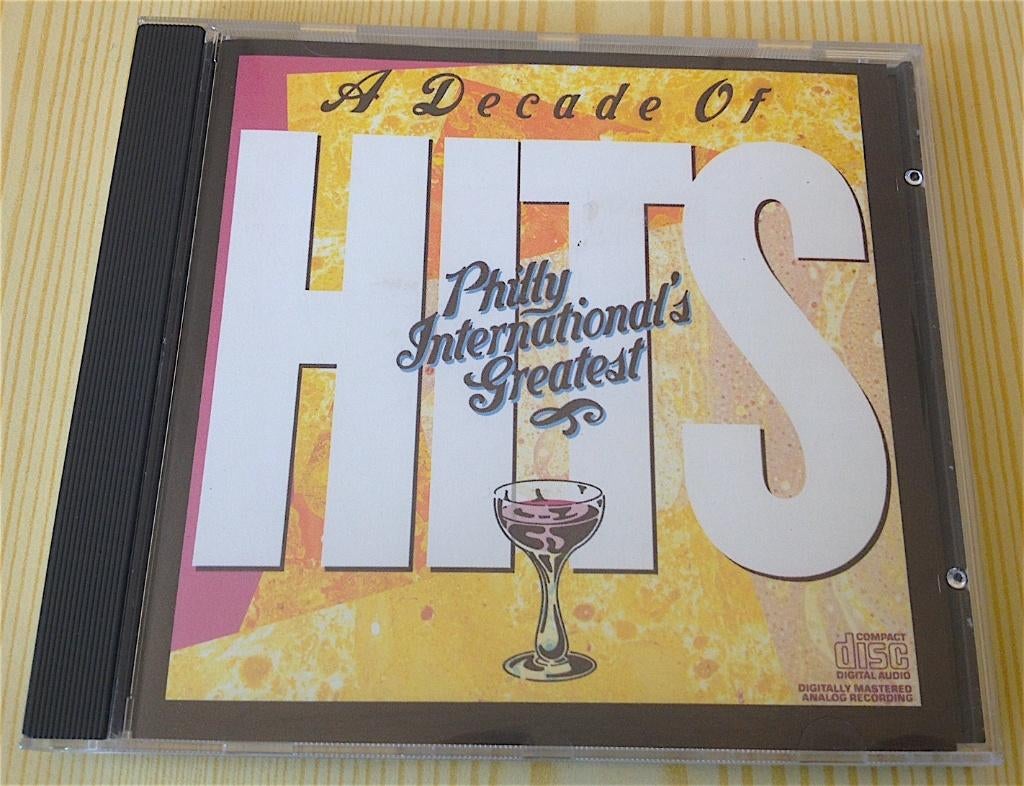 A Decade Of
HITS
Philly
International's
Greatest
COMPACT
disc
DIGITAL AUDIO
DIGITALLY MASTERED
ANALOG RECORDING